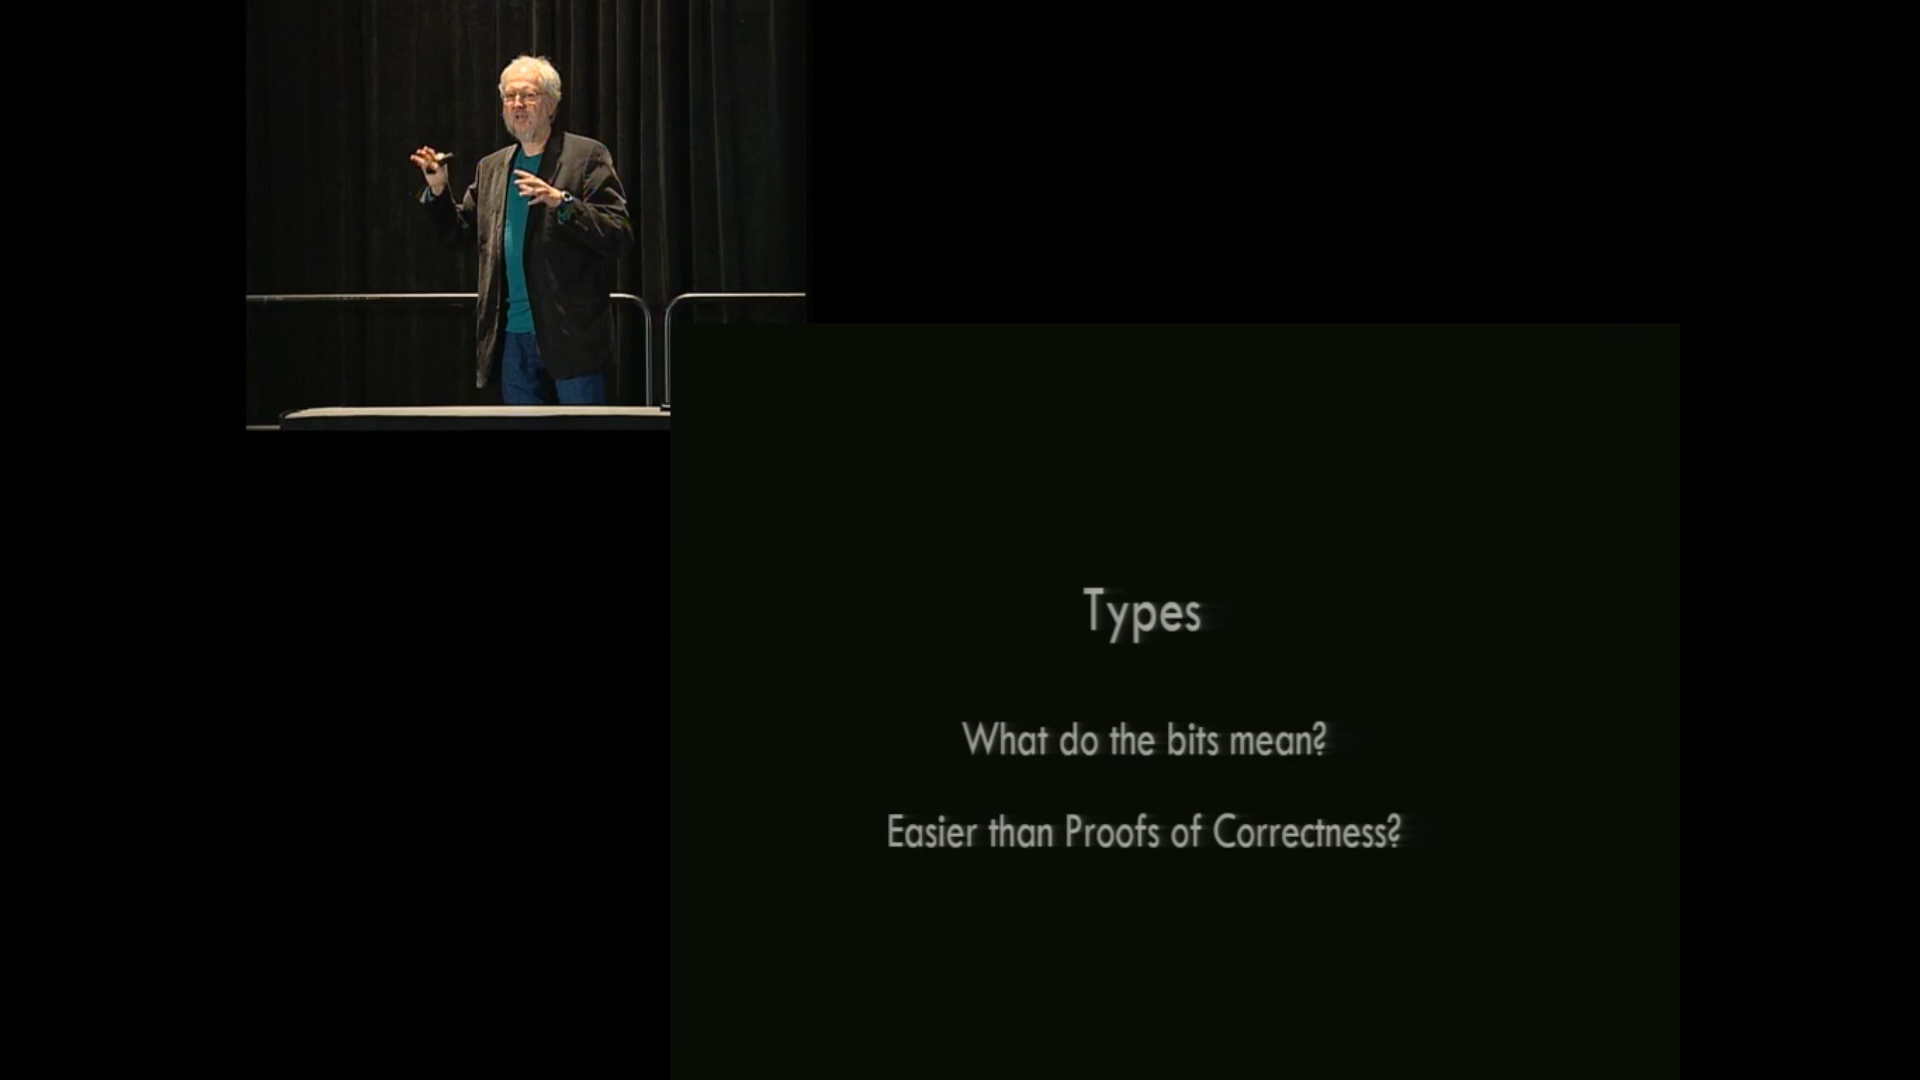 Types
What do the bits mean?
Easier than Proofs of Correctness?